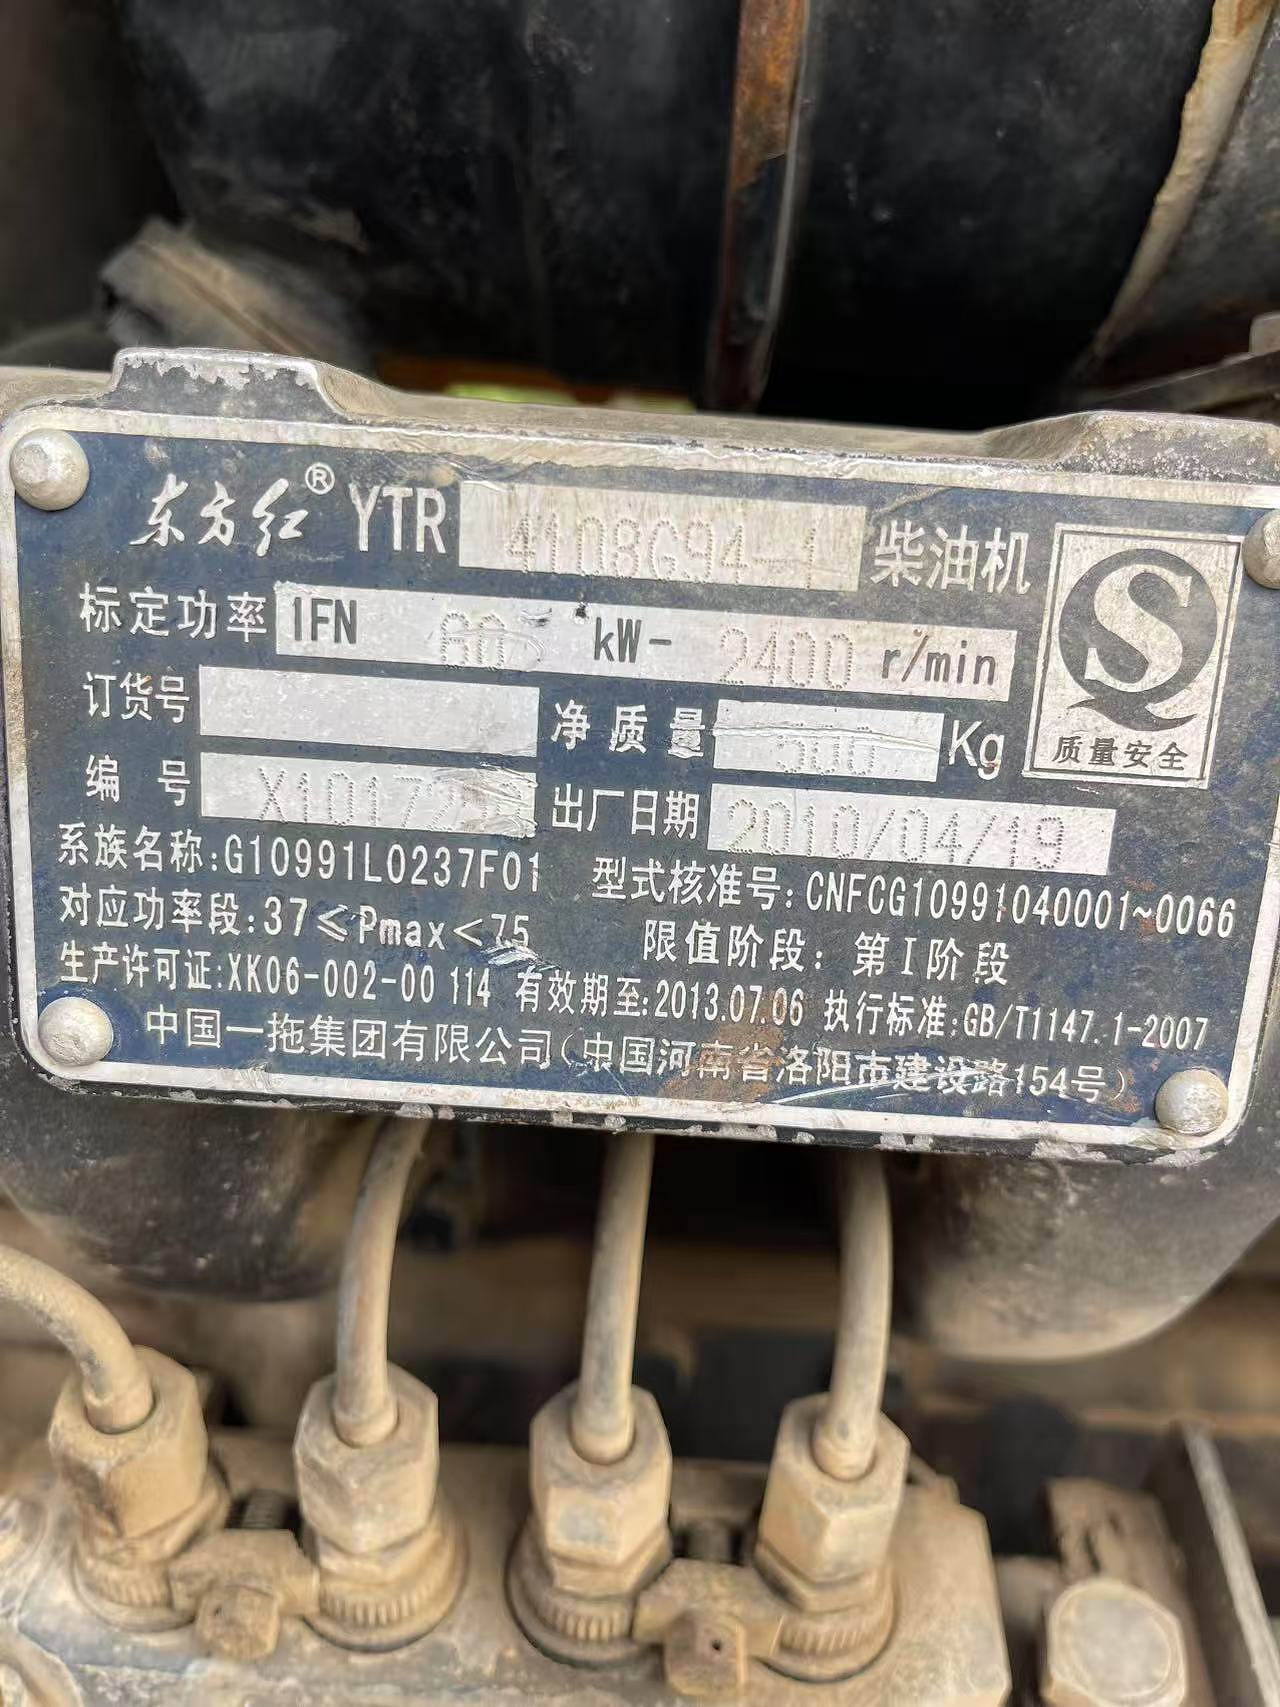 东方红® YTR 4108G94-1 柴油机
标定功率 IFN 60 kW- 2400 r/min
订货号 净质量 500 Kg
编号 出厂日期 2010/04/19
质量安全
系族名称:G10991L0237F01 型式核准号:CNFCG10991040001~0066
对应功率段:37≤Pmax<75 限值阶段:第I阶段
生产许可证:XK06-002-00 114 有效期至:2013.07.06 执行标准:GB/T1147.1-2007
中国一拖集团有限公司(中国河南省洛阳市建设路154号)